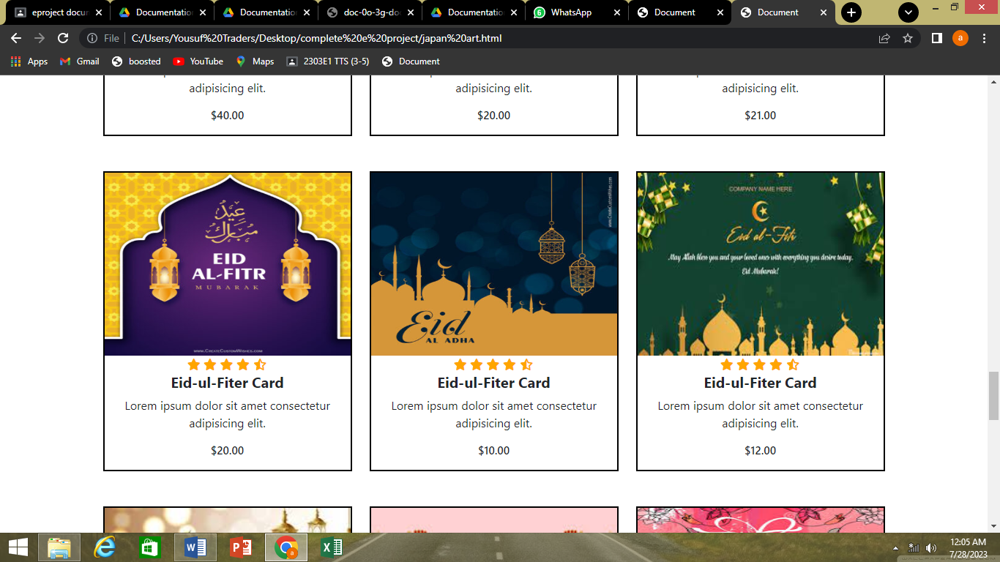 eproject docum
Documentatio
Documentatio
doc-0o-3g-doc
Documentatio
WhatsApp
Document
Document
File
C:/Users/Yousuf%20Traders/Desktop/complete%20e%20project/japan%20art.html
Apps
Gmail
boosted
YouTube
Maps
2303E1 TTS (3-5)
Document
adipisicing elit.
$40.00
adipisicing elit.
$20.00
adipisicing elit.
$21.00
عيد
مبارك
EID
AL-FITR
MUBARAK
www.CreateCustomWishes.com
Eid-ul-Fiter Card
Lorem ipsum dolor sit amet consectetur
adipisicing elit.
$20.00
www.CreateCustomWishes.com
Eid
AL ADHA
Eid-ul-Fiter Card
Lorem ipsum dolor sit amet consectetur
adipisicing elit.
$10.00
COMPANY NAME HERE
Eid al-Fitr
May Allah bless you and your loved ones with everything you desire today.
Eid Mubarak!
Eid-ul-Fiter Card
Lorem ipsum dolor sit amet consectetur
adipisicing elit.
$12.00
12:05 AM
7/28/2023